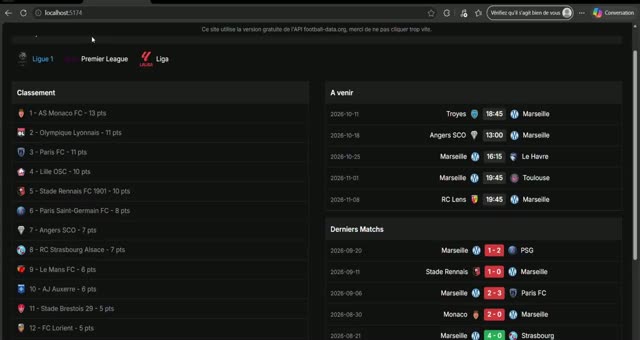 localhost:5174
Vérifiez qu'il s'agit bien de vous
Conversation
Ce site utilise la version gratuite de l'API football-data.org, merci de ne pas cliquer trop vite.
Ligue 1
Premier League
LALIGA
Liga
Classement
1 - AS Monaco FC - 13 pts
2 - Olympique Lyonnais - 11 pts
3 - Paris FC - 11 pts
4 - Lille OSC - 10 pts
5 - Stade Rennais FC 1901 - 10 pts
6 - Paris Saint-Germain FC - 8 pts
7 - Angers SCO - 7 pts
8 - RC Strasbourg Alsace - 7 pts
9 - Le Mans FC - 6 pts
10 - AJ Auxerre - 6 pts
11 - Stade Brestois 29 - 5 pts
12 - FC Lorient - 5 pts
A venir
2026-10-11 Troyes 18:45 Marseille
2026-10-18 Angers SCO 13:00 Marseille
2026-10-25 Marseille 16:15 Le Havre
2026-11-01 Marseille 19:45 Toulouse
2026-11-08 RC Lens 19:45 Marseille
Derniers Matchs
2026-09-20 Marseille 1 - 2 PSG
2026-09-11 Stade Rennais 1 - 0 Marseille
2026-09-06 Marseille 2 - 3 Paris FC
2026-08-30 Monaco 2 - 0 Marseille
2026-08-21 Marseille 4 - 0 Strasbourg